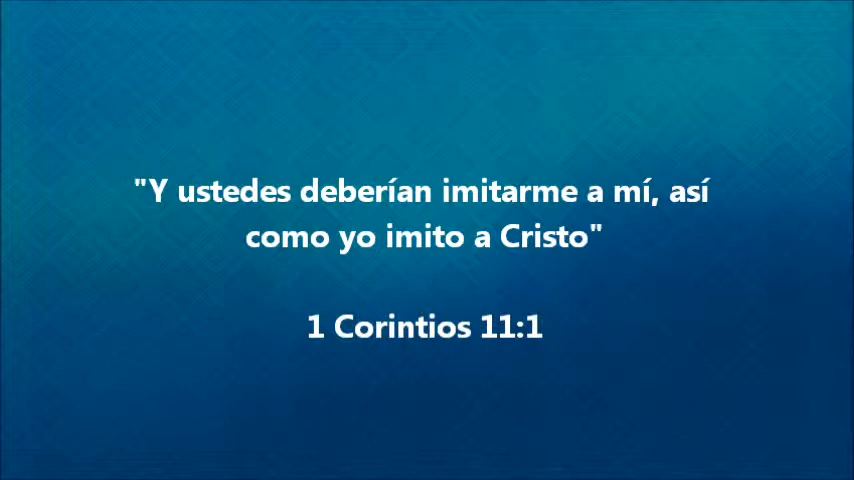 "Y ustedes deberían imitarme a mí, así
como yo imito a Cristo"
1 Corintios 11:1